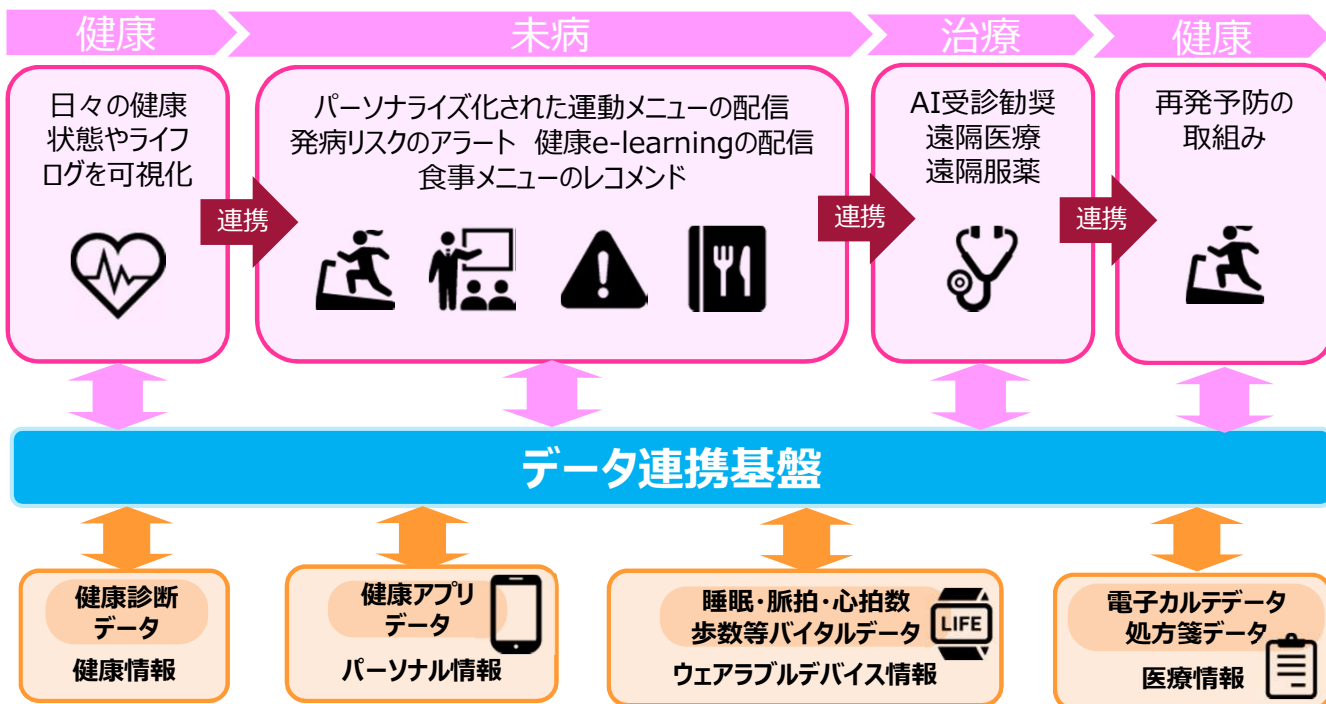 健康
未病
治療
健康
日々の健康
状態やライフ
ログを可視化
連携
パーソナライズ化された運動メニューの配信
発病リスクのアラート 健康e-learningの配信
食事メニューのレコメンド
連携
AI受診勧奨
遠隔医療
遠隔服薬
連携
再発予防の
取組み
データ連携基盤
健康診断
データ
健康情報
健康アプリ
データ
パーソナル情報
睡眠・脈拍・心拍数
歩数等バイタルデータ
LIFE
ウェアラブルデバイス情報
電子カルテデータ
処方箋データ
医療情報